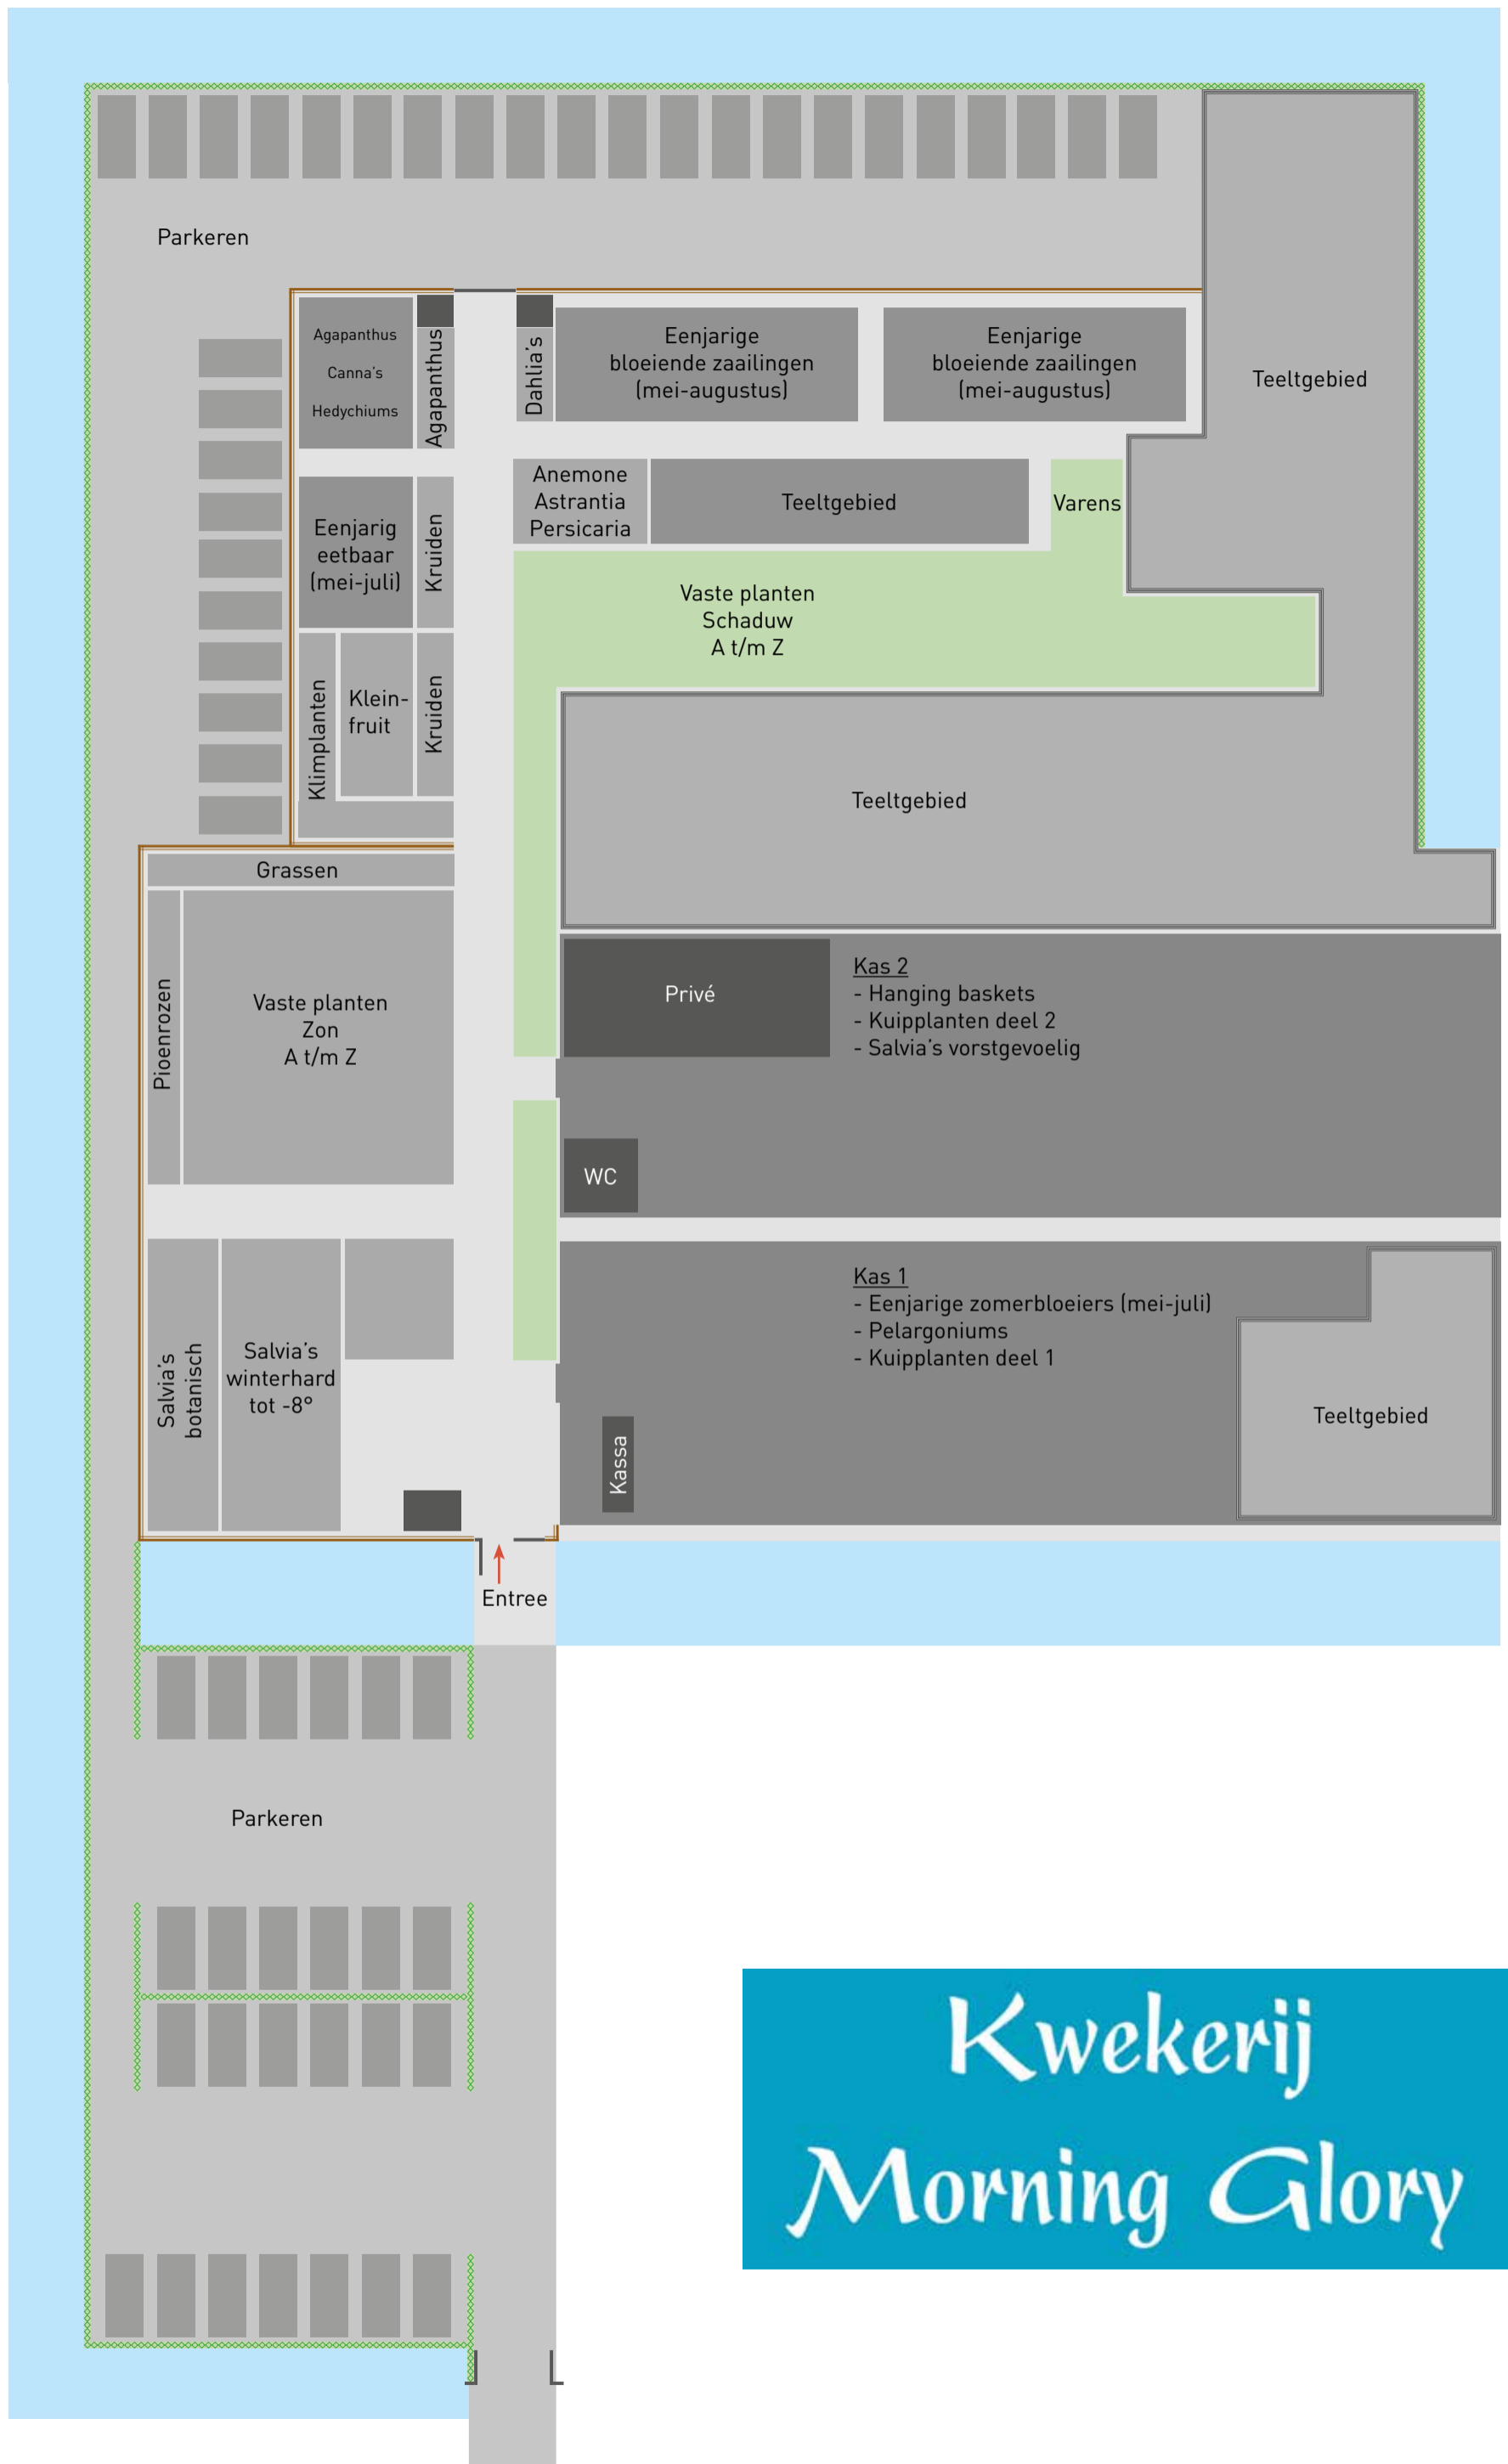 Parkeren
Agapanthus
Canna's
Hedychiums
Agapanthus
Dahlia's
Eenjarige
bloeiende zaailingen
(mei-augustus)
Eenjarige
bloeiende zaailingen
(mei-augustus)
Teeltgebied
Anemone
Astrantia
Persicaria
Teeltgebied
Varens
Eenjarig
eetbaar
(mei-juli)
Kruiden
Vaste planten
Schaduw
A t/m Z
Klimplanten
Klein-
fruit
Kruiden
Teeltgebied
Grassen
Pioenrozen
Vaste planten
Zon
A t/m Z
Privé
Kas 2
- Hanging baskets
- Kuipplanten deel 2
- Salvia's vorstgevoelig
WC
Kas 1
- Eenjarige zomerbloeiers (mei-juli)
- Pelargoniums
- Kuipplanten deel 1
Salvia's
botanisch
Salvia's
winterhard
tot -8°
Teeltgebied
Kassa
Entree
Parkeren
Kwekerij
Morning Glory